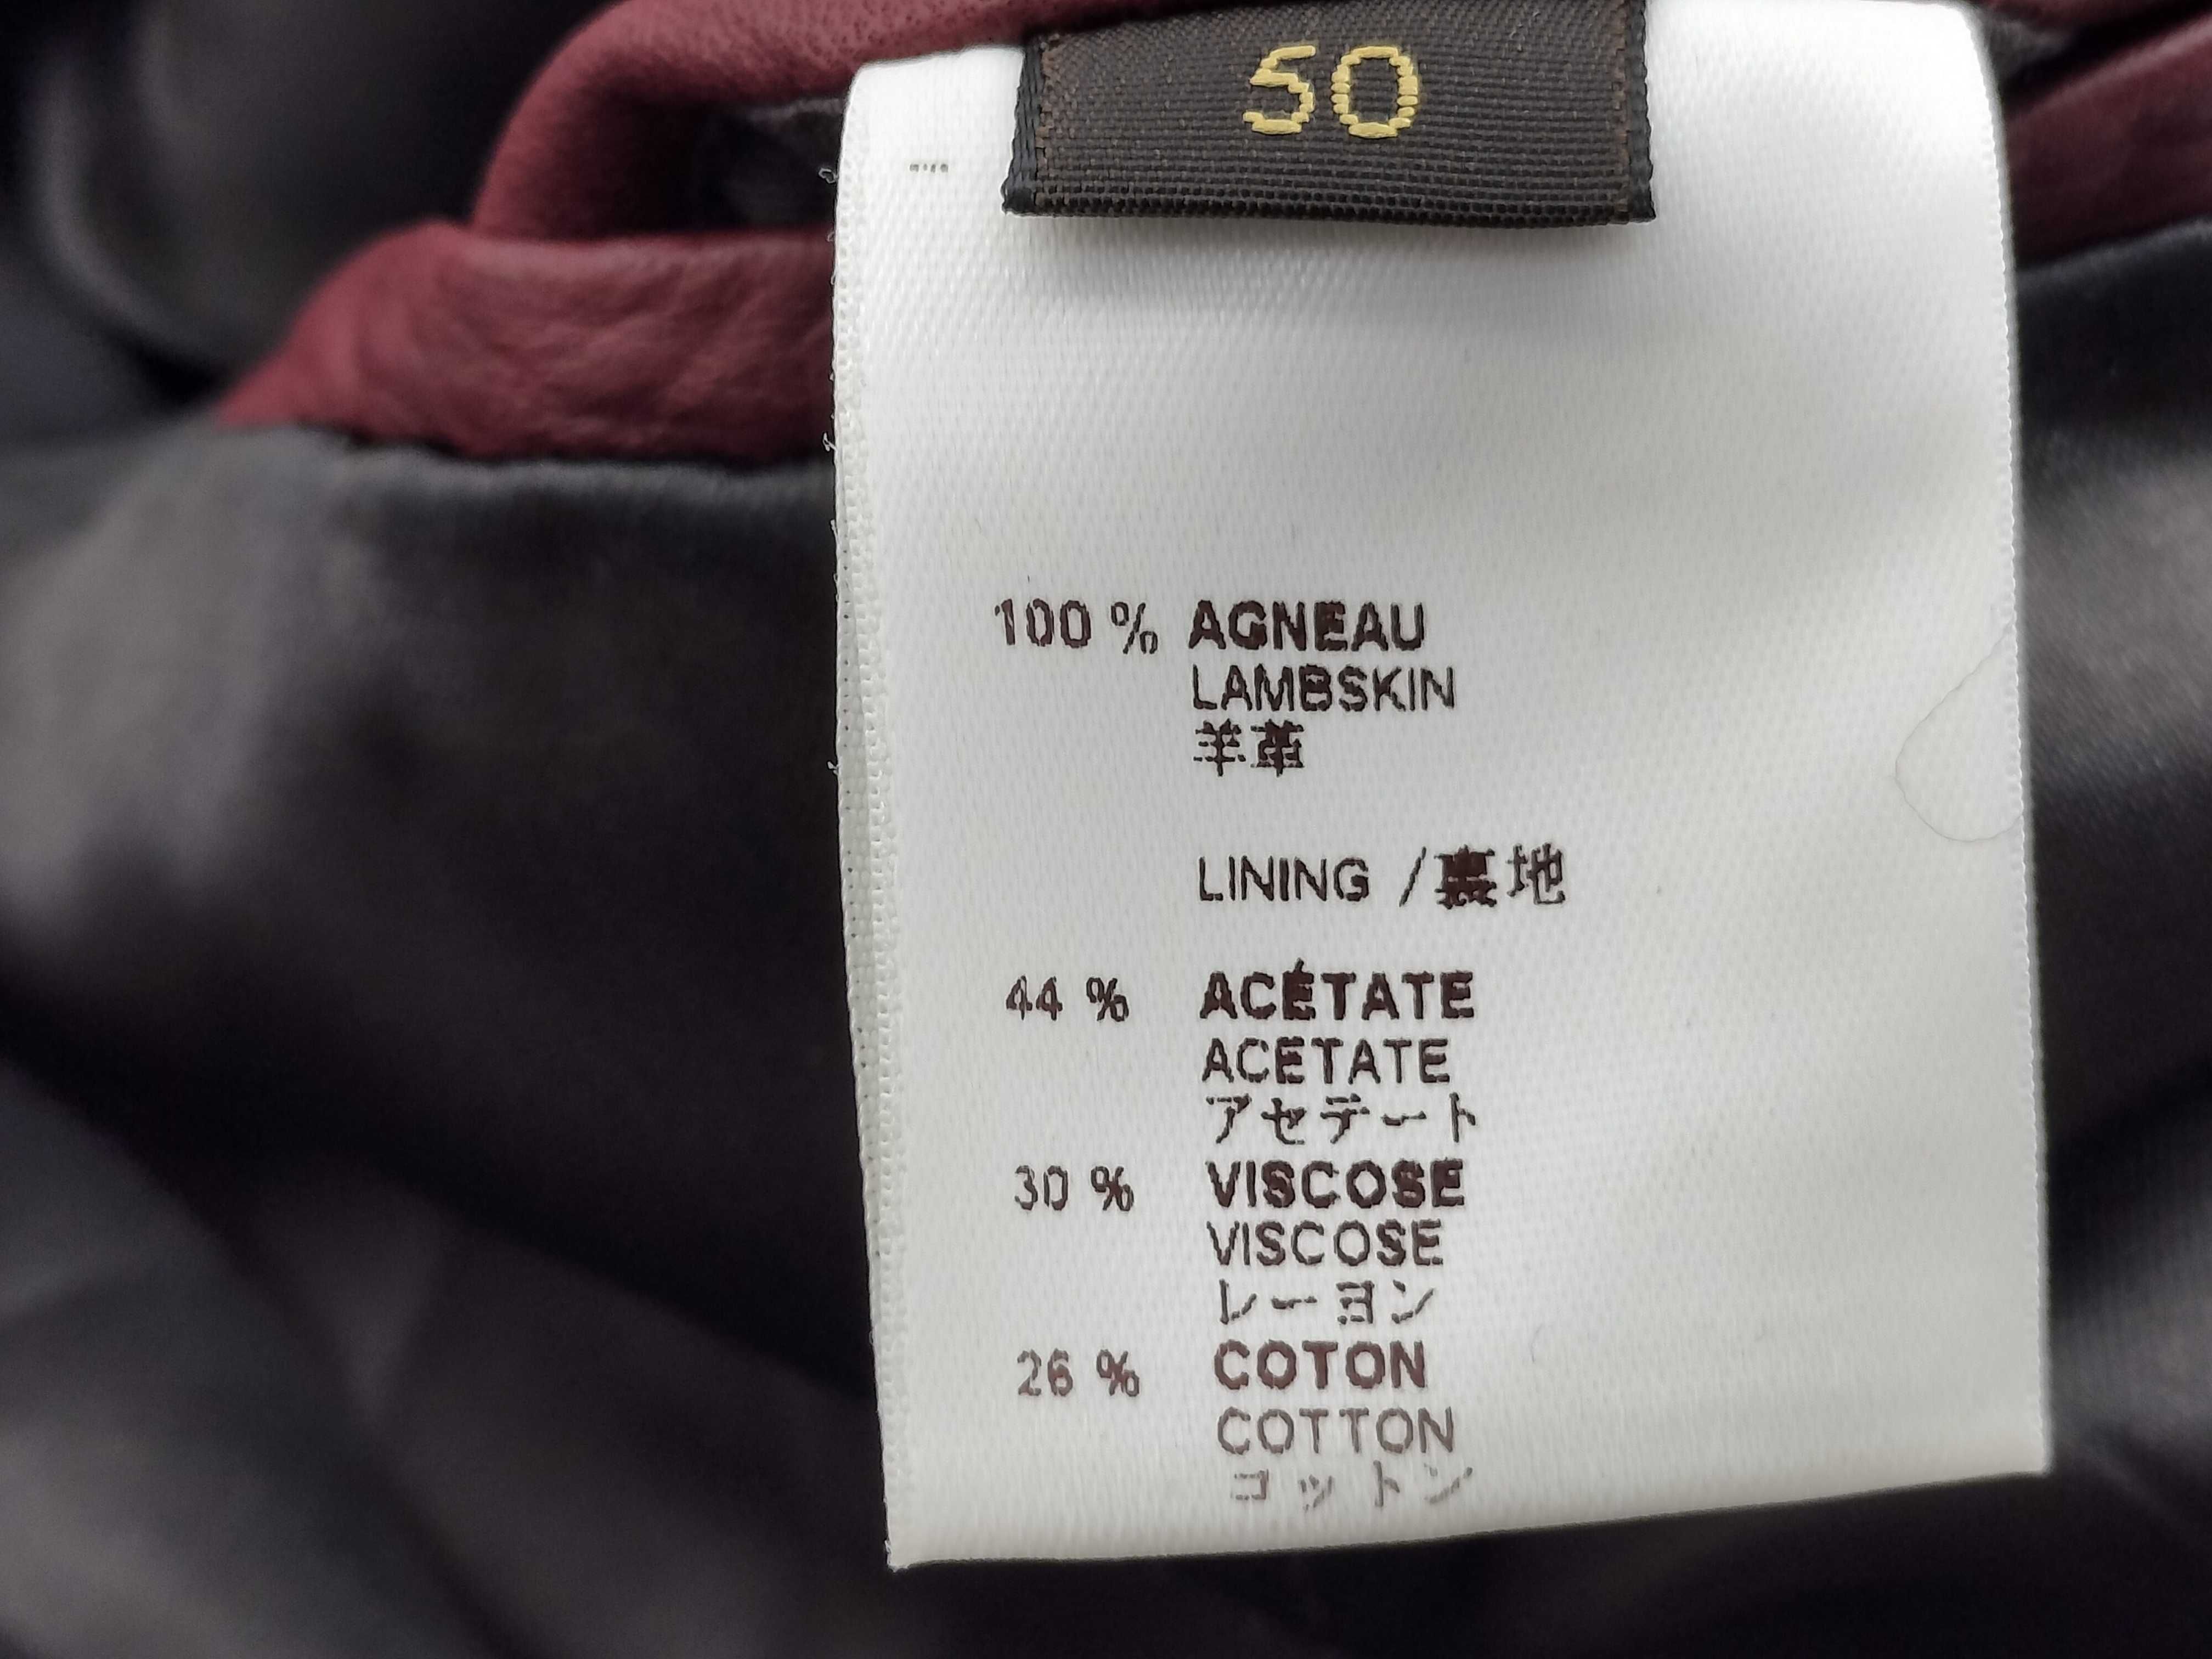 50
100 % AGNEAU
LAMBSKIN
羊革
LINING / 裏地
44 % ACÉTATE
ACETATE
アセテート
30 % VISCOSE
VISCOSE
レーヨン
26 % COTON
COTTON
コットン